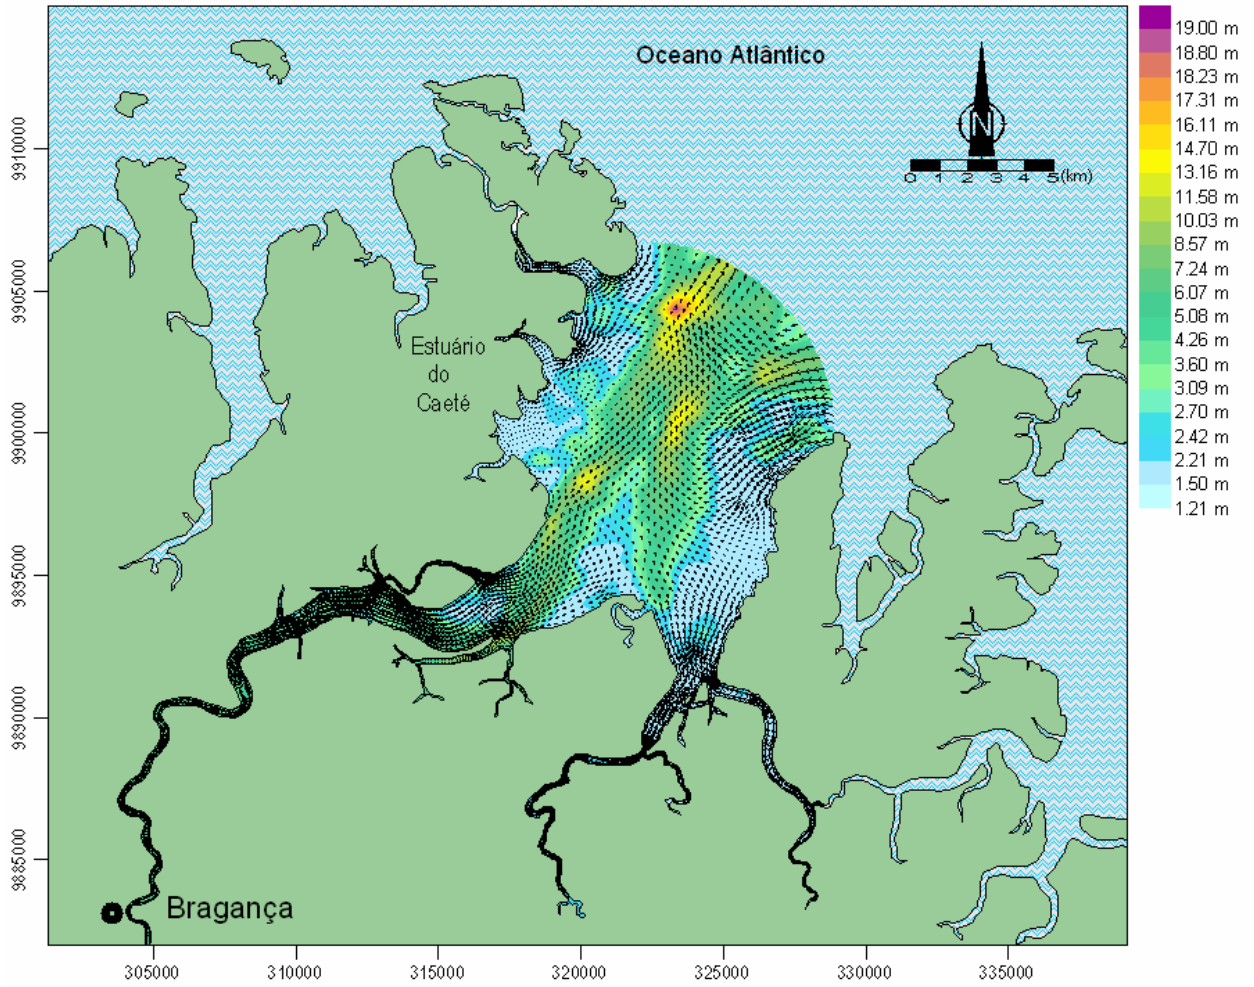 Oceano Atlântico
N
0 1 2 3 4 5(km)
Estuário
do
Caeté
Bragança
9910000
9905000
9900000
9895000
9890000
9885000
305000 310000 315000 320000 325000 330000 335000
19.00 m
18.80 m
18.23 m
17.31 m
16.11 m
14.70 m
13.16 m
11.58 m
10.03 m
8.57 m
7.24 m
6.07 m
5.08 m
4.26 m
3.60 m
3.09 m
2.70 m
2.42 m
2.21 m
1.50 m
1.21 m